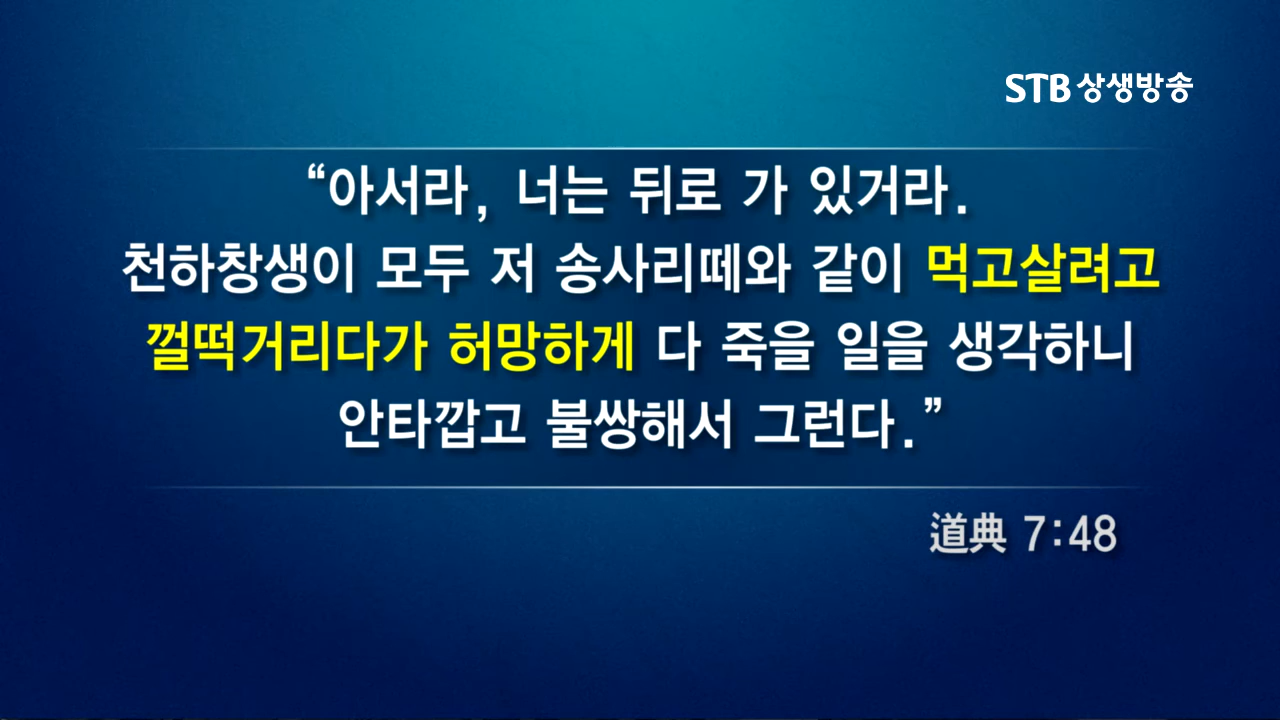 STB 상생방송
“아서라, 너는 뒤로 가 있거라.
천하창생이 모두 저 송사리떼와 같이 먹고살려고
껄떡거리다가 허망하게 다 죽을 일을 생각하니
안타깝고 불쌍해서 그런다.”
道典 7:48